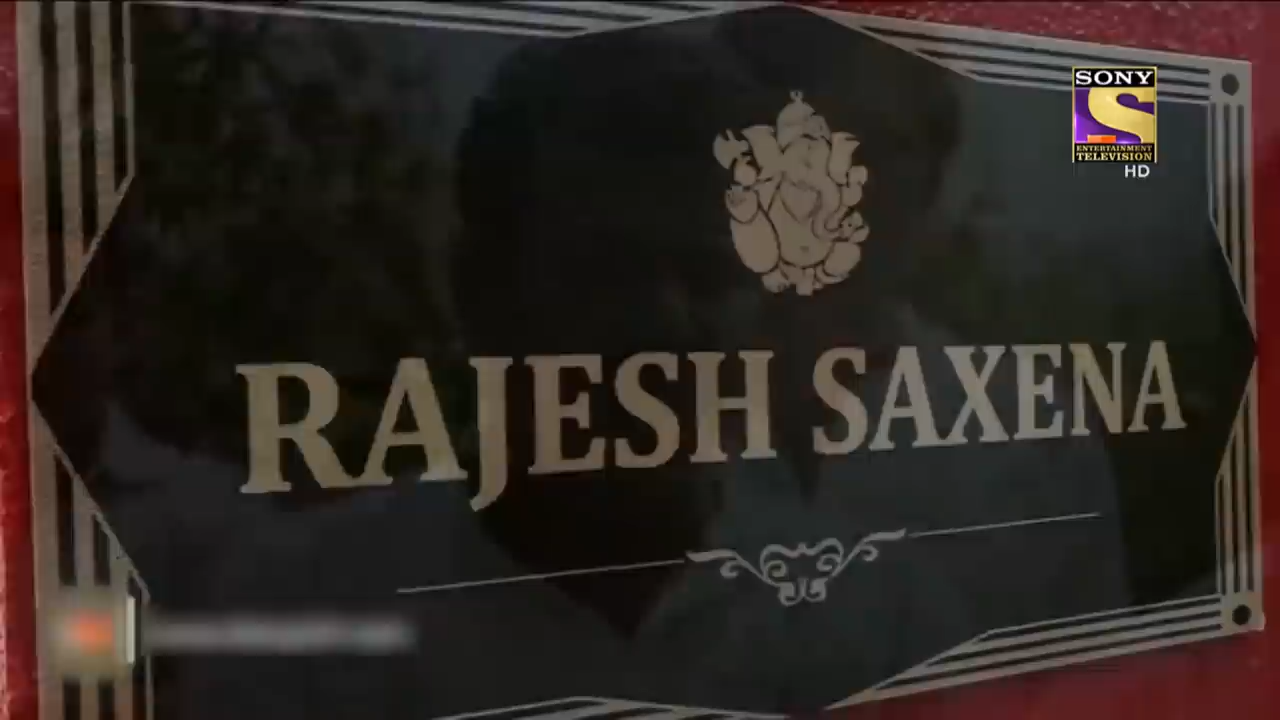 SONY
ENTERTAINMENT
TELEVISION
HD
RAJESH SAXENA